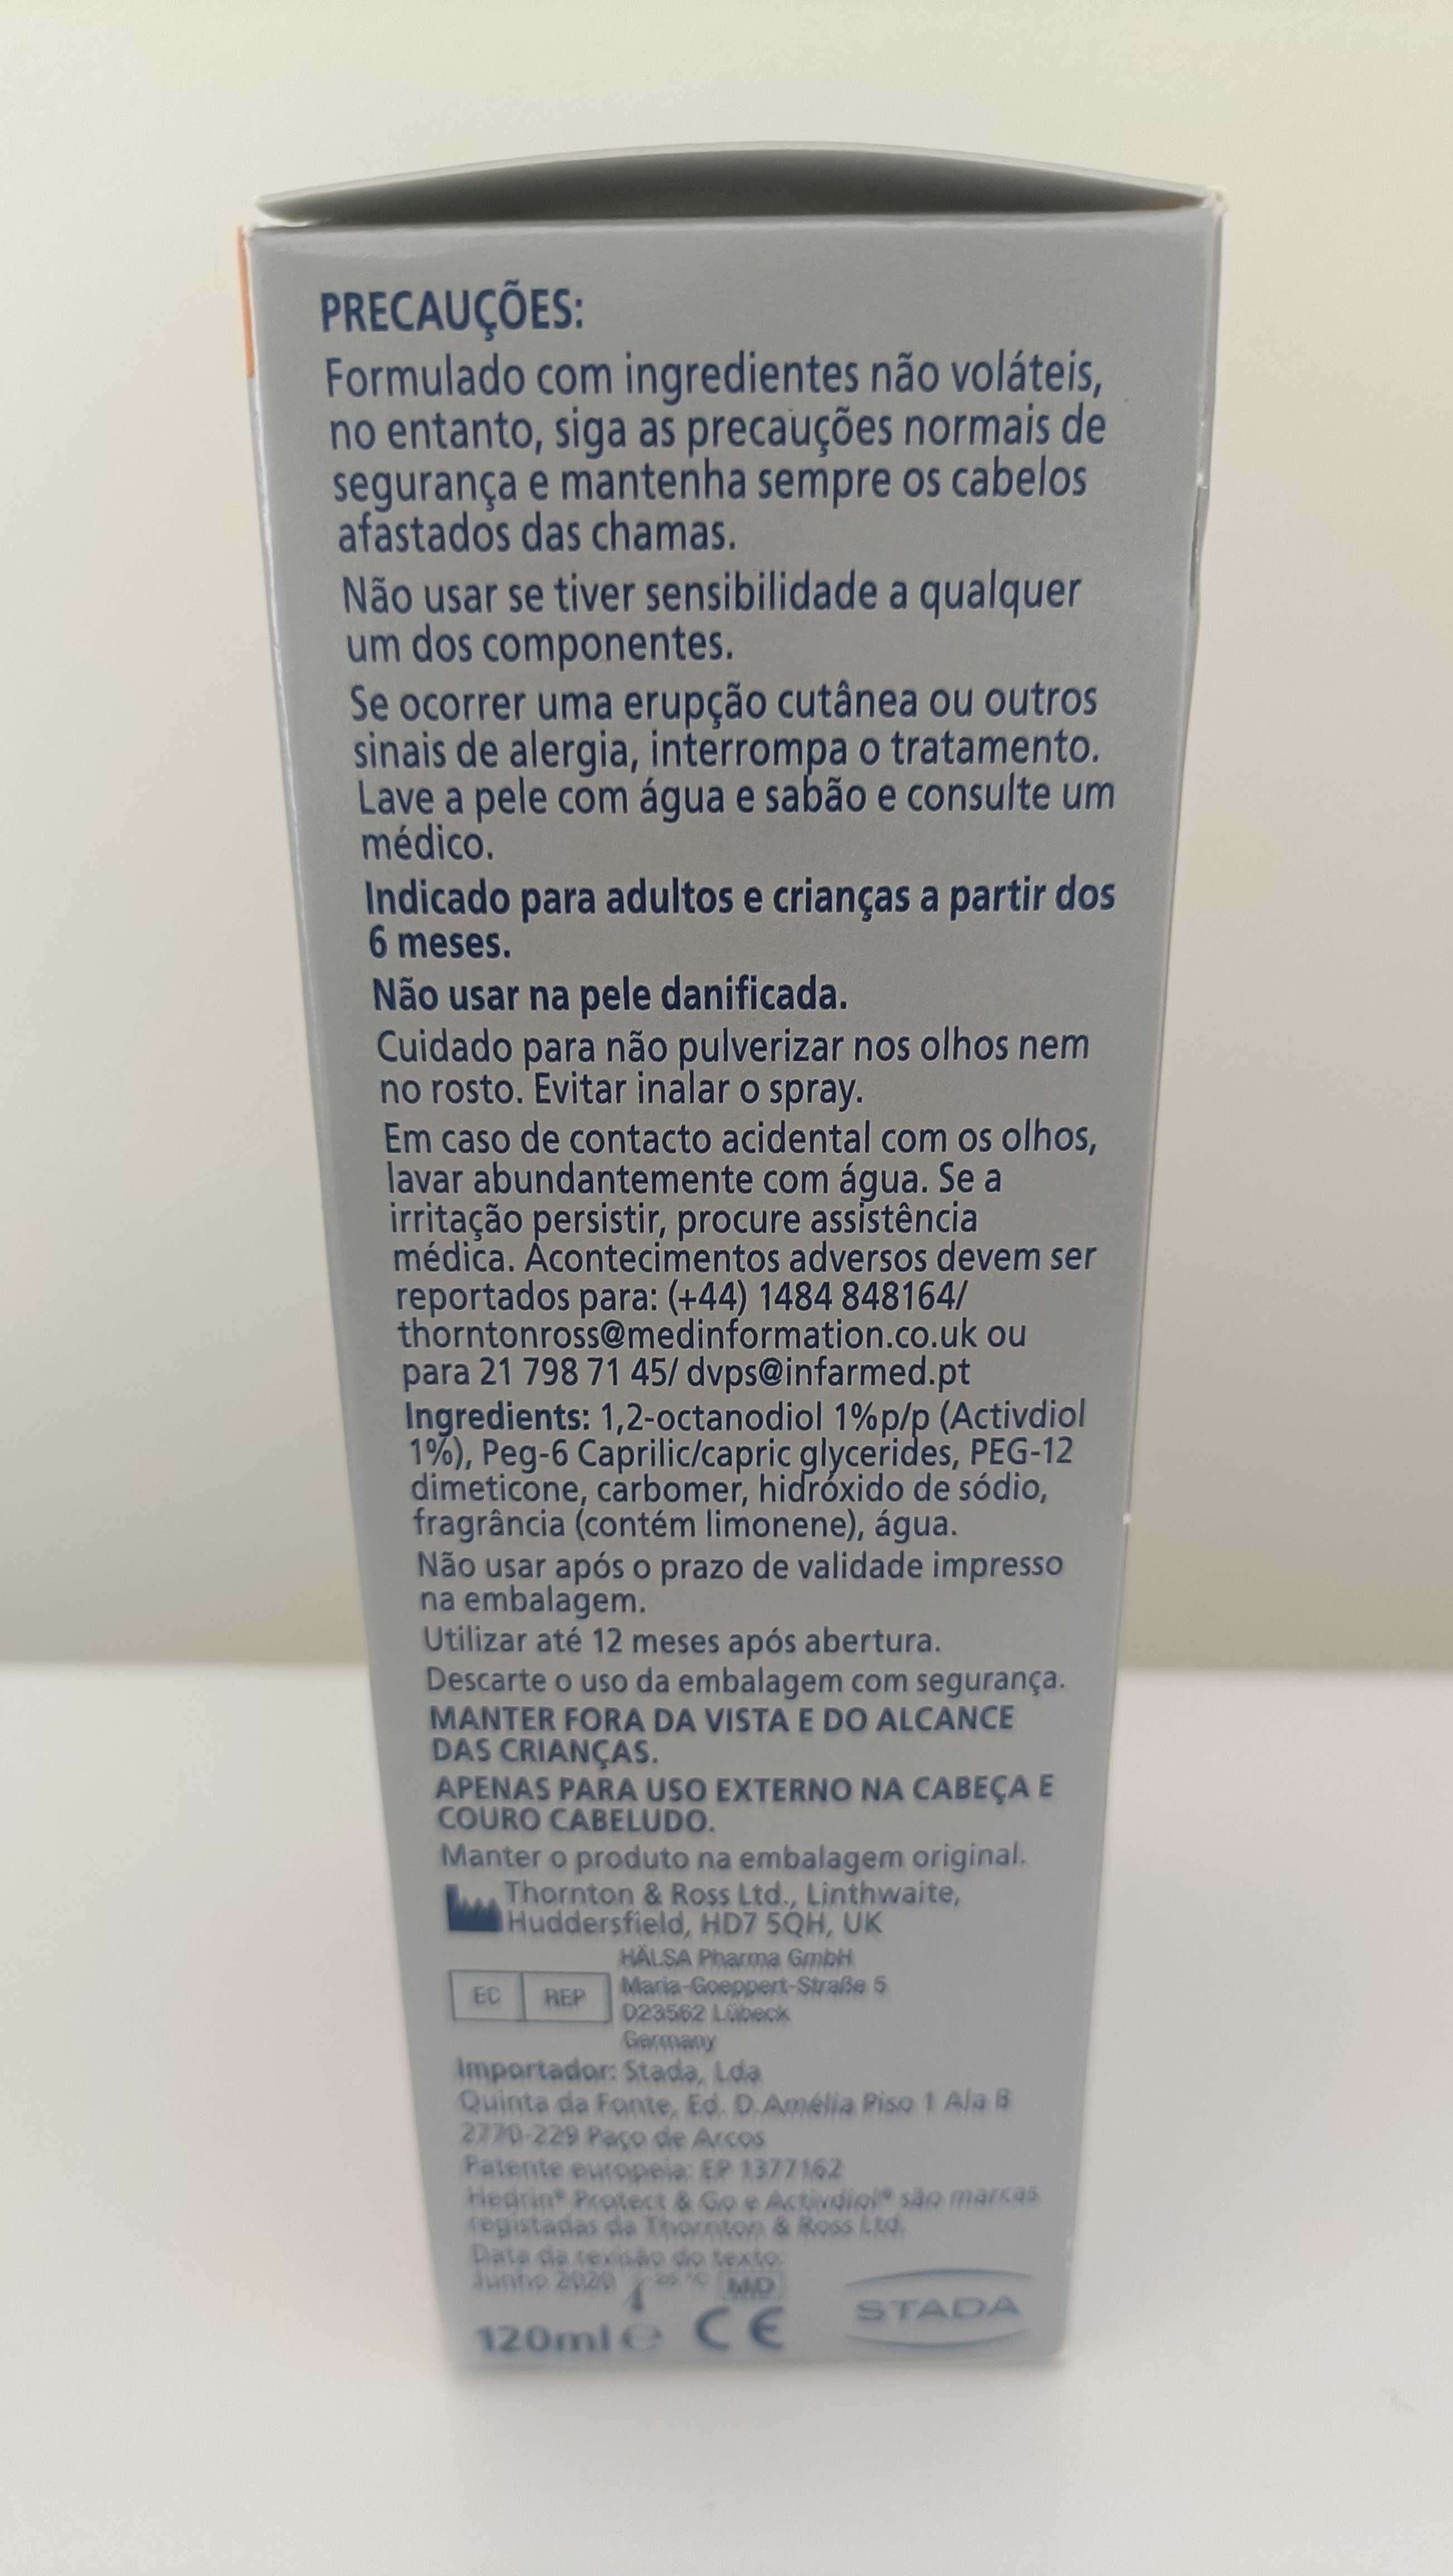 PRECAUÇÕES:
Formulado com ingredientes não voláteis,
no entanto, siga as precauções normais de
segurança e mantenha sempre os cabelos
afastados das chamas.
Não usar se tiver sensibilidade a qualquer
um dos componentes.
Se ocorrer uma erupção cutânea ou outros
sinais de alergia, interrompa o tratamento.
Lave a pele com água e sabão e consulte um
médico.
Indicado para adultos e crianças a partir dos
6 meses.
Não usar na pele danificada.
Cuidado para não pulverizar nos olhos nem
no rosto. Evitar inalar o spray.
Em caso de contacto acidental com os olhos,
lavar abundantemente com água. Se a
irritação persistir, procure assistência
médica. Acontecimentos adversos devem ser
reportados para: (+44) 1484 848164/
thorntonross@medinformation.co.uk ou
para 21 798 71 45/ dvps@infarmed.pt
Ingredients: 1,2-octanodiol 1%p/p (Activdiol
1%), Peg-6 Caprilic/capric glycerides, PEG-12
dimeticone, carbomer, hidróxido de sódio,
fragrância (contém limonene), água.
Não usar após o prazo de validade impresso
na embalagem.
Utilizar até 12 meses após abertura.
Descarte o uso da embalagem com segurança.
MANTER FORA DA VISTA E DO ALCANCE
DAS CRIANÇAS.
APENAS PARA USO EXTERNO NA CABEÇA E
COURO CABELUDO.
Manter o produto na embalagem original.
Thornton & Ross Ltd., Linthwaite,
Huddersfield, HD7 5QH, UK
EC REP
HÄLSA Pharma GmbH
Maria-Goeppert-Straße 5
D23562 Lübeck
Germany
Importador: Stada, Lda
Quinta da Fonte, Ed. D.Amélia Piso 1 Ala B
2770-229 Paço de Arcos
Patente europeia: EP 1377162
Hedrin® Protect & Go e Activdiol® são marcas
registadas da Thornton & Ross Ltd.
Data da revisão do texto:
Junho 2020 MD
120ml e CE
STADA